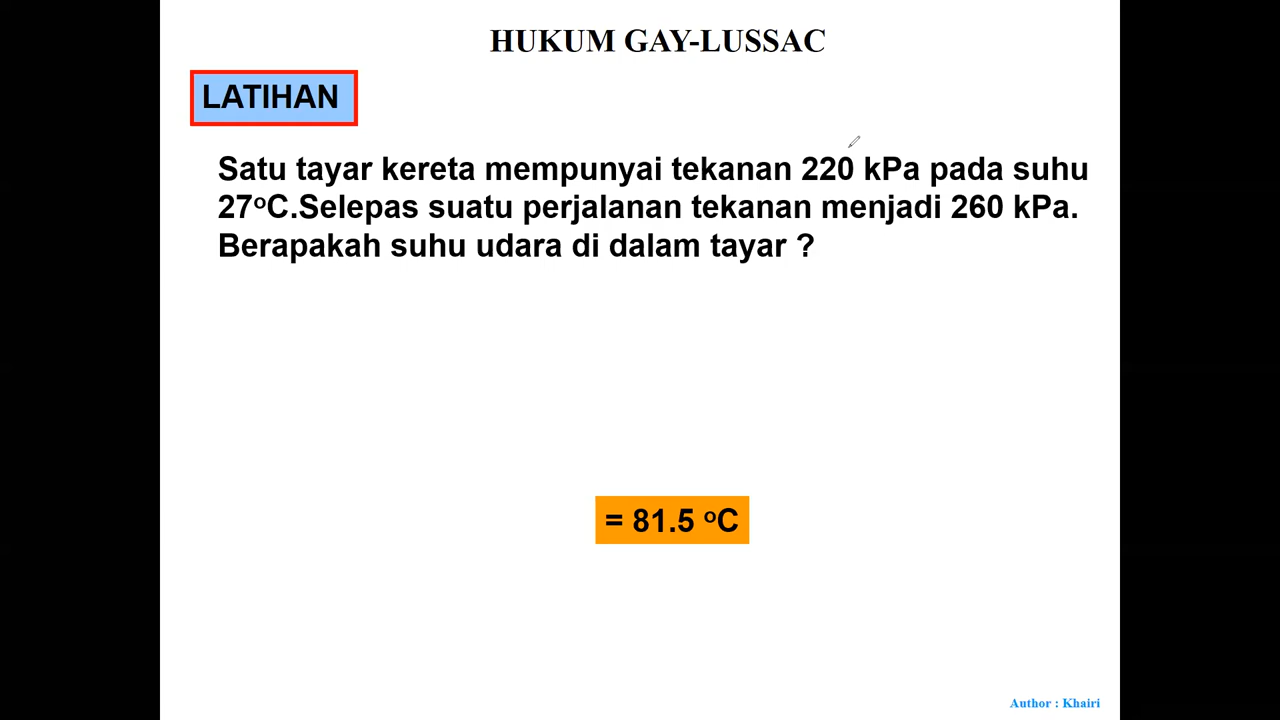 HUKUM GAY-LUSSAC
LATIHAN
Satu tayar kereta mempunyai tekanan 220 kPa pada suhu
27ᵒC.Selepas suatu perjalanan tekanan menjadi 260 kPa.
Berapakah suhu udara di dalam tayar ?
= 81.5 ᵒC
Author : Khairi